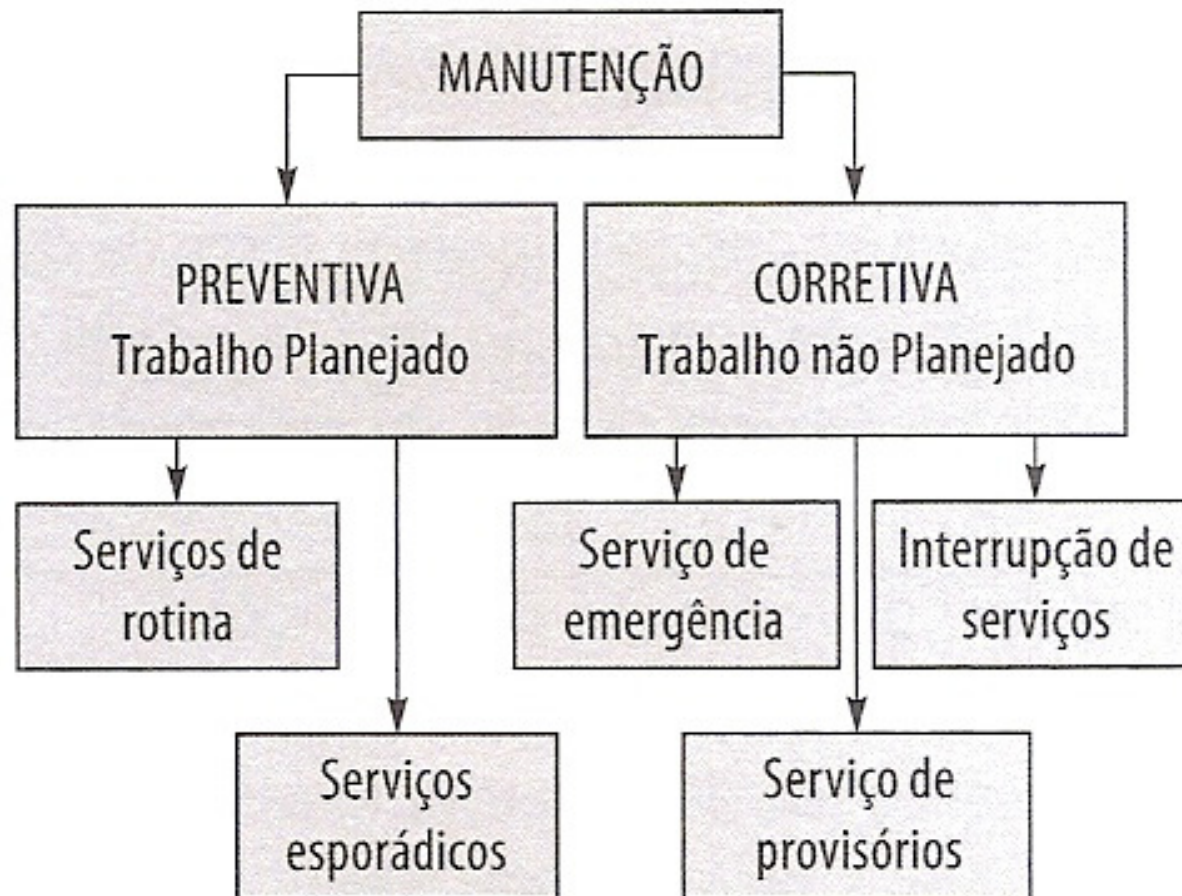 MANUTENÇÃO
PREVENTIVA
Trabalho Planejado
CORRETIVA
Trabalho não Planejado
Serviços de
rotina
Serviço de
emergência
Interrupção de
serviços
Serviços
esporádicos
Serviço de
provisórios